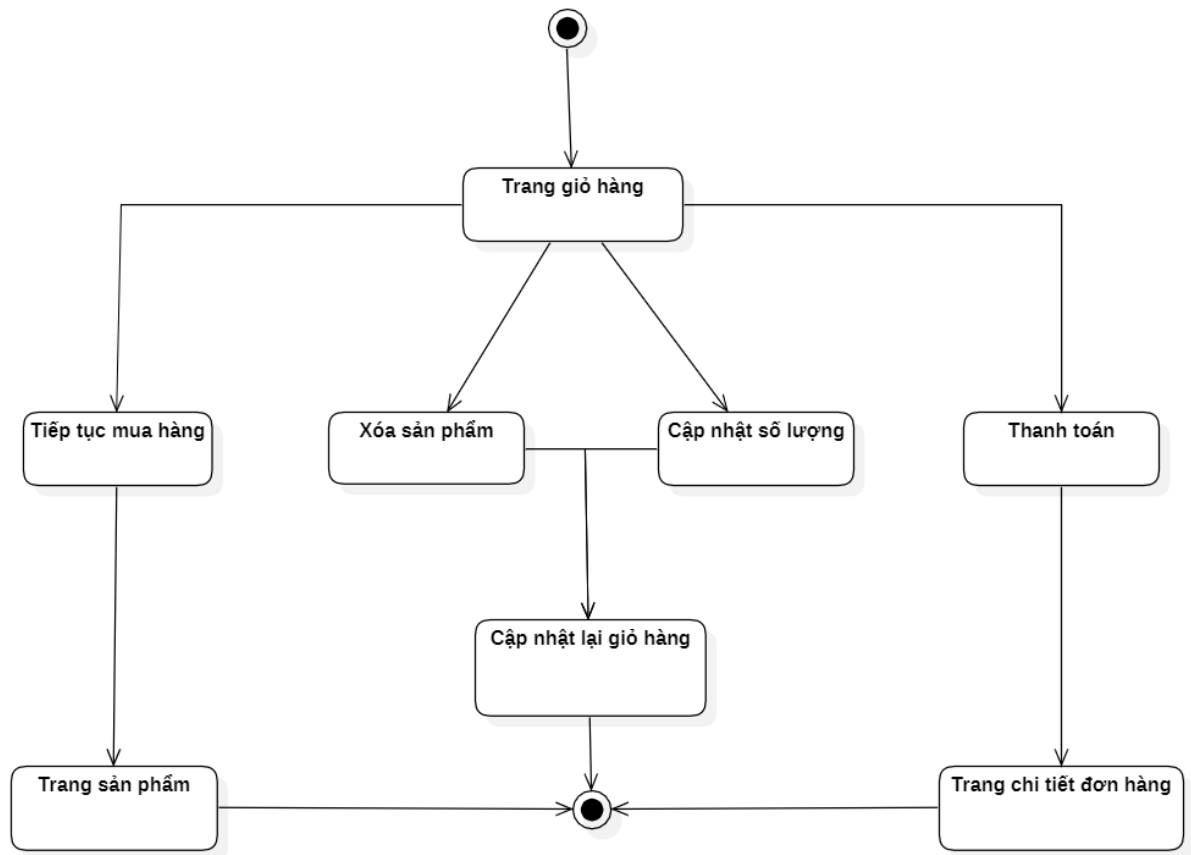 Trang giỏ hàng
Tiếp tục mua hàng
Xóa sản phẩm
Cập nhật số lượng
Thanh toán
Cập nhật lại giỏ hàng
Trang sản phẩm
Trang chi tiết đơn hàng